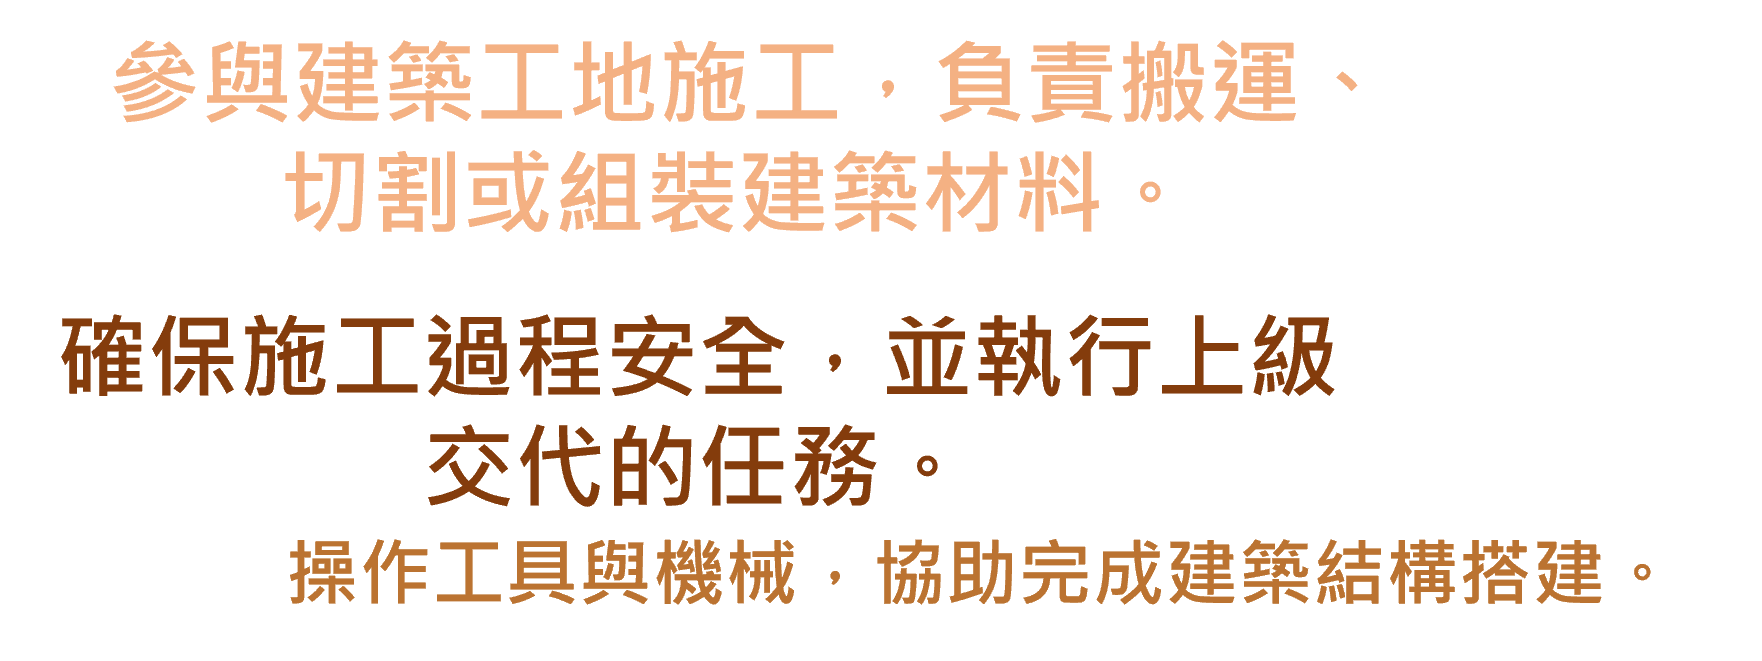 參與建築工地施工，負責搬運、
切割或組裝建築材料。
確保施工過程安全，並執行上級
交代的任務。
操作工具與機械，協助完成建築結構搭建。